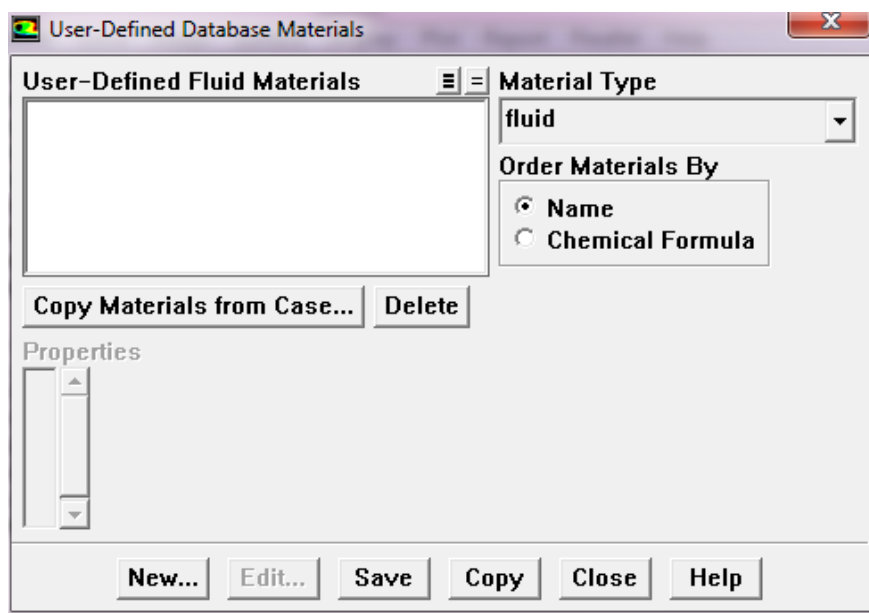 User-Defined Database Materials
User-Defined Fluid Materials
Material Type
fluid
Order Materials By
Name
Chemical Formula
Copy Materials from Case...
Delete
Properties
New...
Edit...
Save
Copy
Close
Help